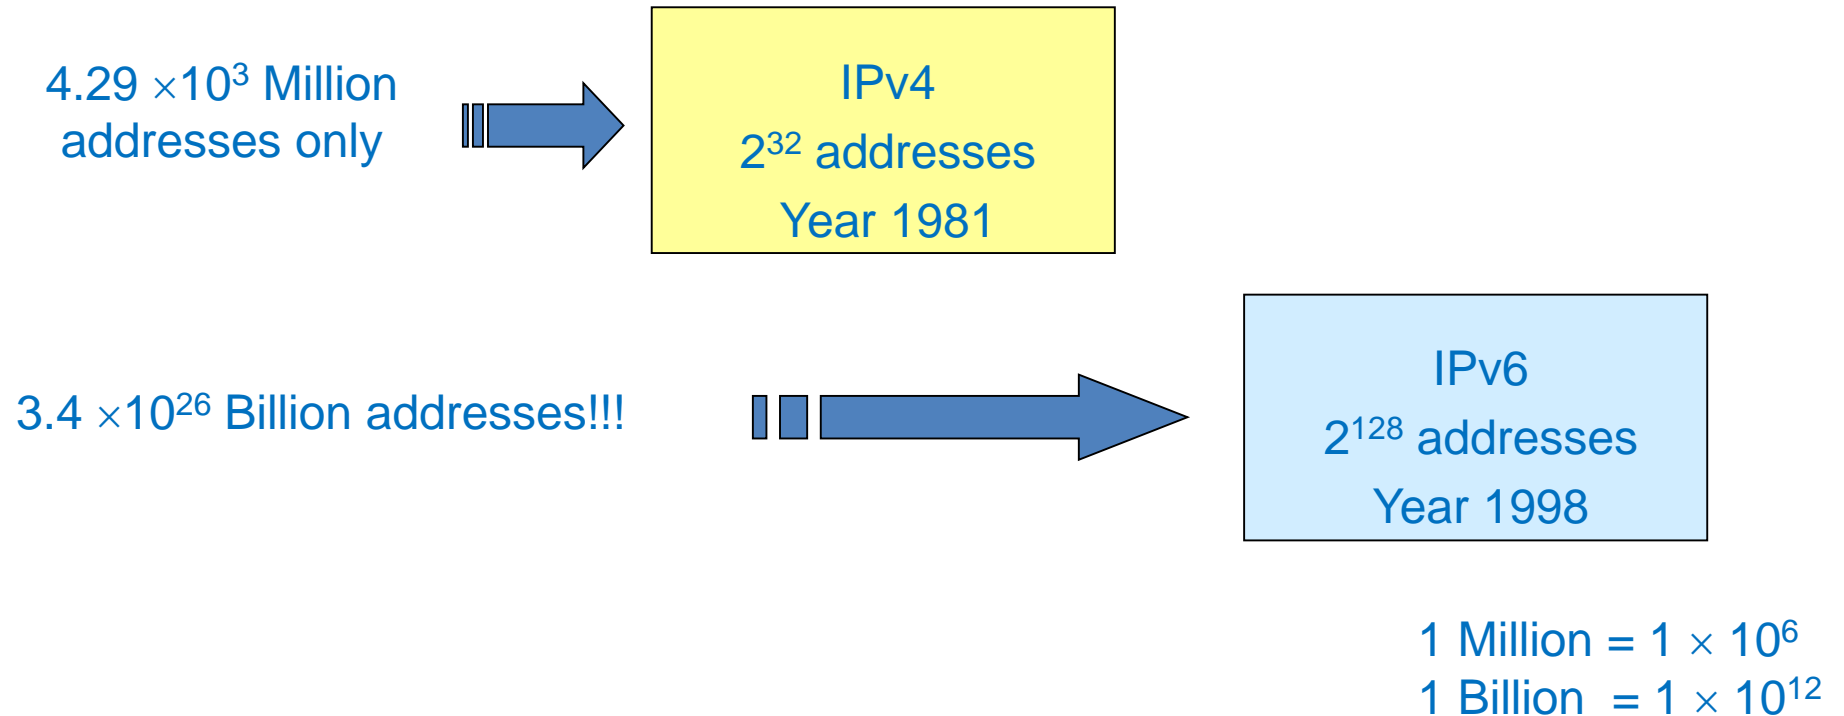 4.29 ×10³ Million
addresses only
IPv4
2³² addresses
Year 1981
3.4 ×10²⁶ Billion addresses!!!
IPv6
2¹²⁸ addresses
Year 1998
1 Million = 1 × 10⁶
1 Billion = 1 × 10¹²